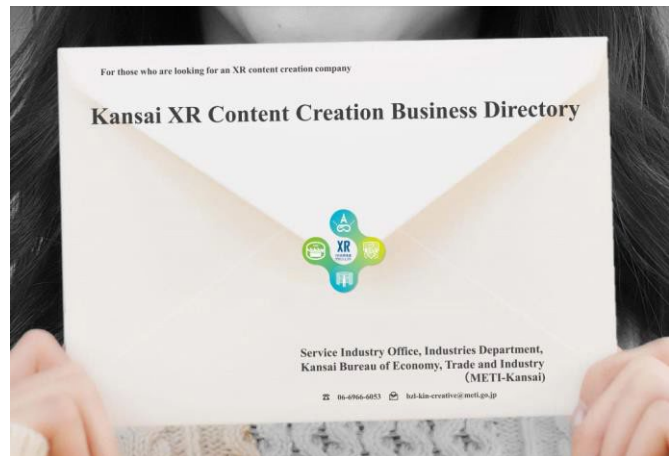 For those who are looking for an XR content creation company
Kansai XR Content Creation Business Directory
XR
Service Industry Office, Industries Department,
Kansai Bureau of Economy, Trade and Industry
(METI-Kansai)
06-6966-6053 bzl-kin-creative@meti.go.jp